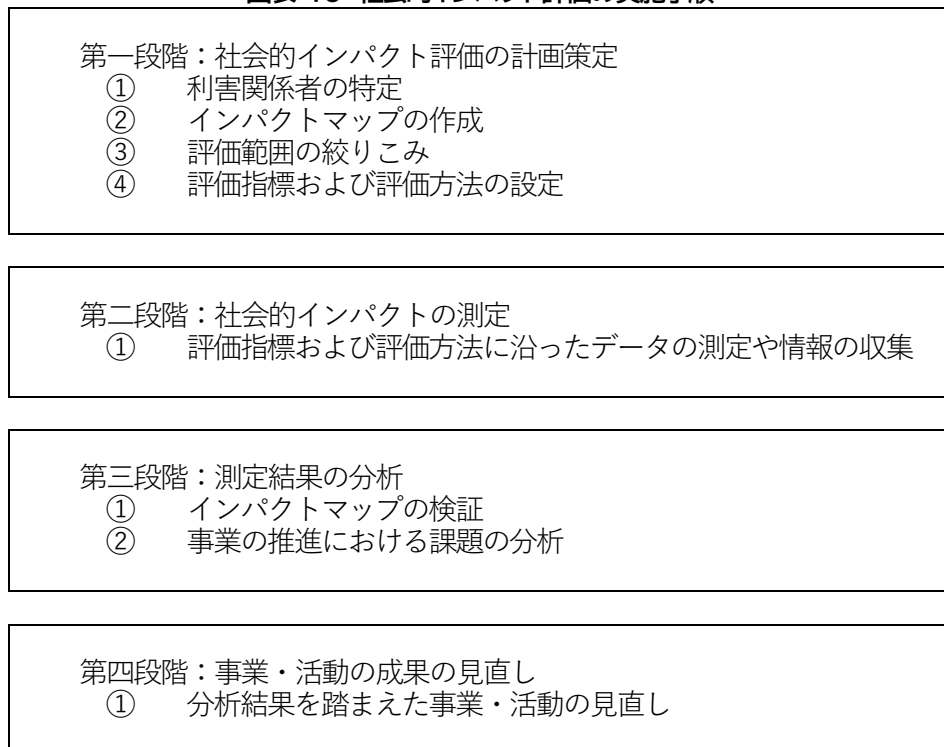 第一段階:社会的インパクト評価の計画策定
① 利害関係者の特定
② インパクトマップの作成
③ 評価範囲の絞りこみ
④ 評価指標および評価方法の設定
第二段階:社会的インパクトの測定
① 評価指標および評価方法に沿ったデータの測定や情報の収集
第三段階:測定結果の分析
① インパクトマップの検証
② 事業の推進における課題の分析
第四段階:事業・活動の成果の見直し
① 分析結果を踏まえた事業・活動の見直し